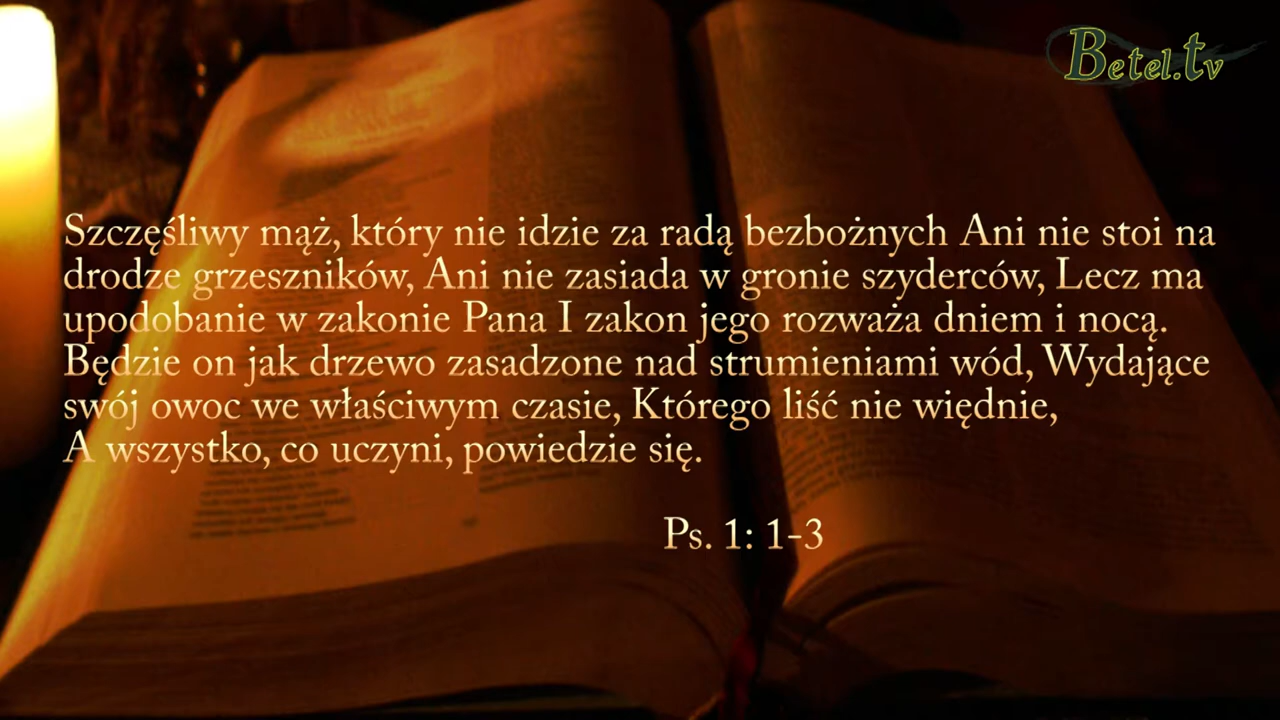 Betel.tv
Szczęśliwy mąż, który nie idzie za radą bezbożnych Ani nie stoi na
drodze grzeszników, Ani nie zasiada w gronie szyderców, Lecz ma
upodobanie w zakonie Pana I zakon jego rozważa dniem i nocą.
Będzie on jak drzewo zasadzone nad strumieniami wód, Wydające
swój owoc we właściwym czasie, Którego liść nie więdnie,
A wszystko, co uczyni, powiedzie się.
Ps. 1: 1-3